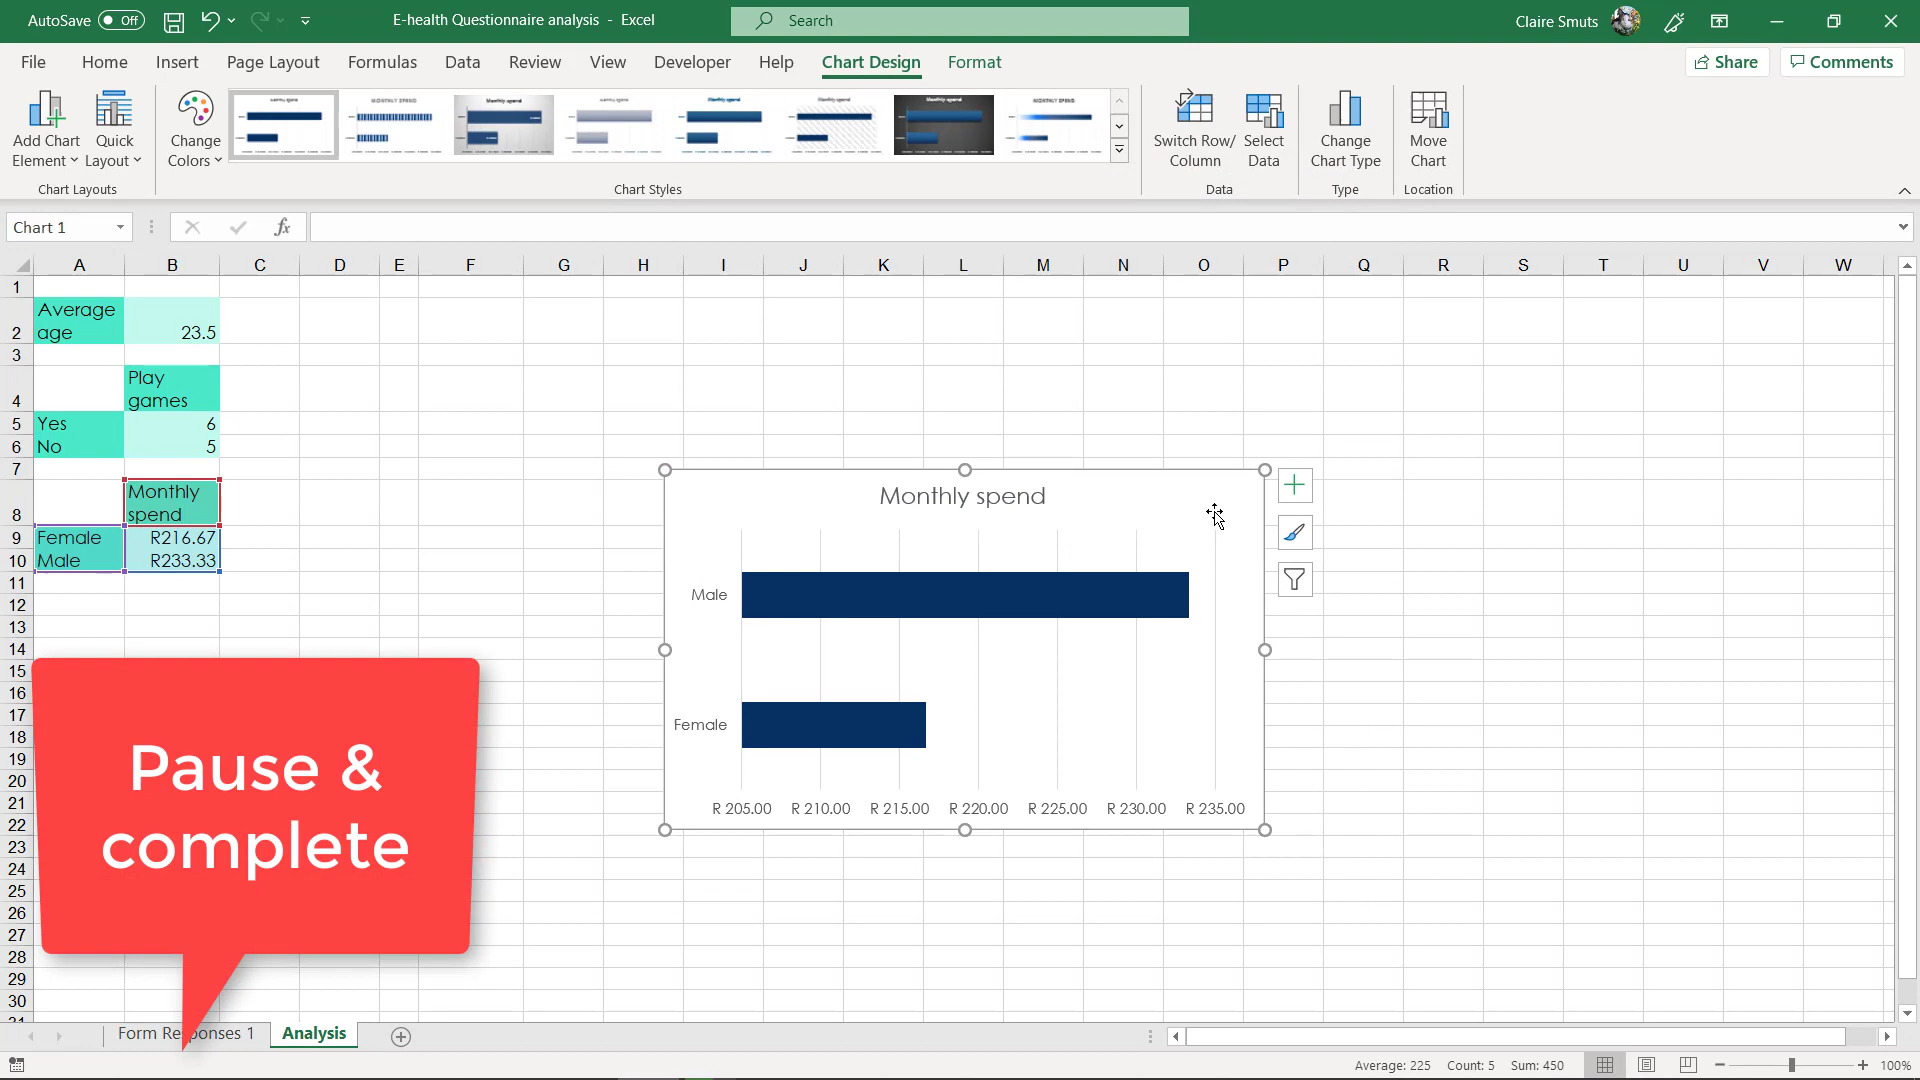 AutoSave Off
E-health Questionnaire analysis - Excel
Search
Claire Smuts
File Home Insert Page Layout Formulas Data Review View Developer Help Chart Design Format
Share
Comments
Add Chart Element
Quick Layout
Chart Layouts
Change Colors
Chart Styles
Switch Row/ Column
Select Data
Data
Change Chart Type
Type
Move Chart
Location
Chart 1
fx
A B C D E F G H I J K L M N O P Q R S T U V W
1
Average
2 age 23.5
3
Play
4 games
5 Yes 6
6 No 5
7
Monthly
8 spend
9 Female R216.67
10 Male R233.33
11
12
13
14
15
16
17
18
19
20
21
22
23
24
25
26
27
28
29
30
Monthly spend
Male
Female
R 205.00 R 210.00 R 215.00 R 220.00 R 225.00 R 230.00 R 235.00
Pause &
complete
Form Responses 1
Analysis
Average: 225 Count: 5 Sum: 450
100%